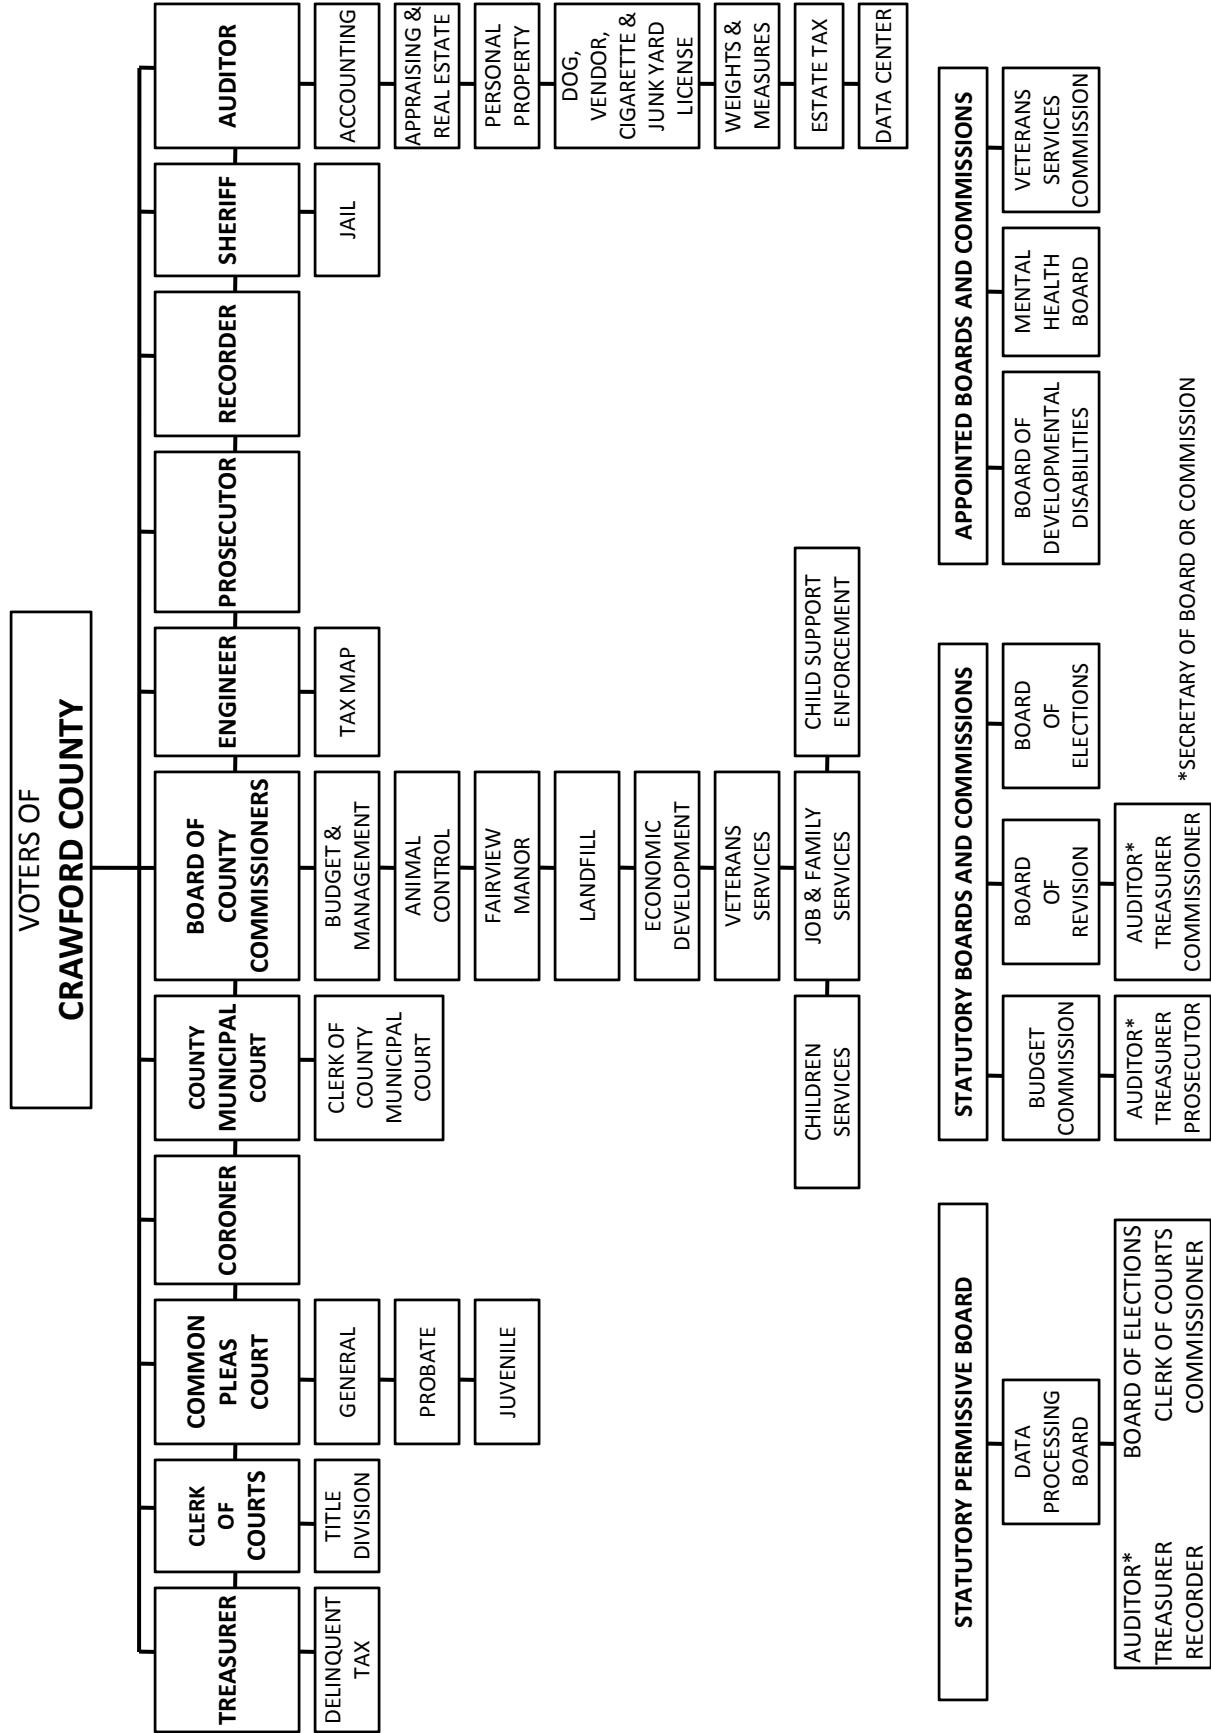 VOTERS OF
CRAWFORD COUNTY
TREASURER
DELINQUENT
TAX
CLERK
OF
COURTS
TITLE
DIVISION
COMMON
PLEAS
COURT
GENERAL
PROBATE
JUVENILE
CORONER
COUNTY
MUNICIPAL
COURT
CLERK OF
COUNTY
MUNICIPAL
COURT
BOARD OF
COUNTY
COMMISSIONERS
BUDGET &
MANAGEMENT
ANIMAL
CONTROL
FAIRVIEW
MANOR
LANDFILL
ECONOMIC
DEVELOPMENT
VETERANS
SERVICES
CHILDREN
SERVICES
JOB & FAMILY
SERVICES
CHILD SUPPORT
ENFORCEMENT
ENGINEER
TAX MAP
PROSECUTOR
RECORDER
SHERIFF
JAIL
AUDITOR
ACCOUNTING
APPRAISING &
REAL ESTATE
PERSONAL
PROPERTY
DOG,
VENDOR,
CIGARETTE &
JUNK YARD
LICENSE
WEIGHTS &
MEASURES
ESTATE TAX
DATA CENTER
STATUTORY PERMISSIVE BOARD
DATA
PROCESSING
BOARD
AUDITOR* BOARD OF ELECTIONS
TREASURER CLERK OF COURTS
RECORDER COMMISSIONER
STATUTORY BOARDS AND COMMISSIONS
BUDGET
COMMISSION
AUDITOR*
TREASURER
PROSECUTOR
BOARD
OF
REVISION
AUDITOR*
TREASURER
COMMISSIONER
BOARD
OF
ELECTIONS
APPOINTED BOARDS AND COMMISSIONS
BOARD OF
DEVELOPMENTAL
DISABILITIES
MENTAL
HEALTH
BOARD
VETERANS
SERVICES
COMMISSION
*SECRETARY OF BOARD OR COMMISSION